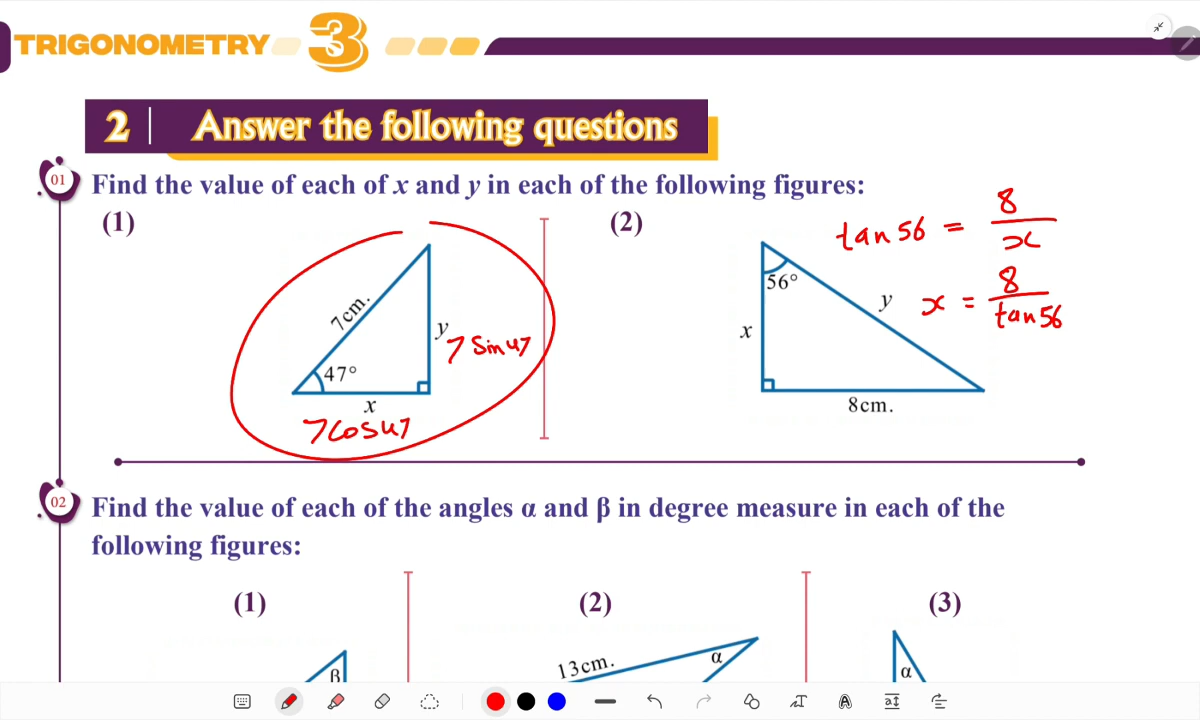 TRIGONOMETRY 3
2 Answer the following questions
01 Find the value of each of x and y in each of the following figures:
(1)
7cm.
47°
y
7 Sin 47
x
7 Cos 47
(2)
56°
x
y
8cm.
tan 56 = 8/x
x = 8/tan 56
02 Find the value of each of the angles α and β in degree measure in each of the
following figures:
(1)
β
(2)
13cm.
α
(3)
α